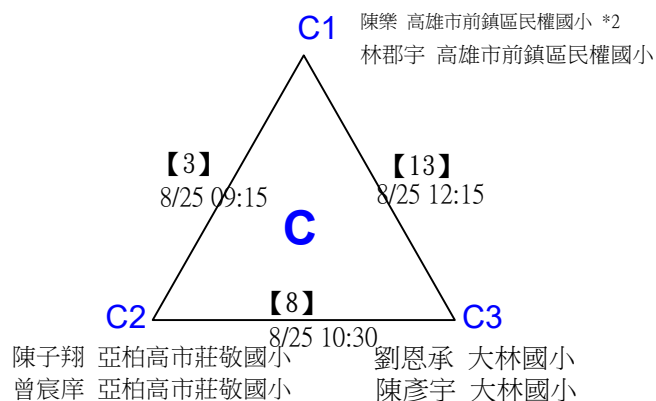 C1
陳樂 高雄市前鎮區民權國小 *2
林郡宇 高雄市前鎮區民權國小
【3】
8/25 09:15
【13】
8/25 12:15
C
C2
【8】
8/25 10:30
C3
陳子翔 亞柏高市莊敬國小
曾宸庠 亞柏高市莊敬國小
劉恩承 大林國小
陳彥宇 大林國小